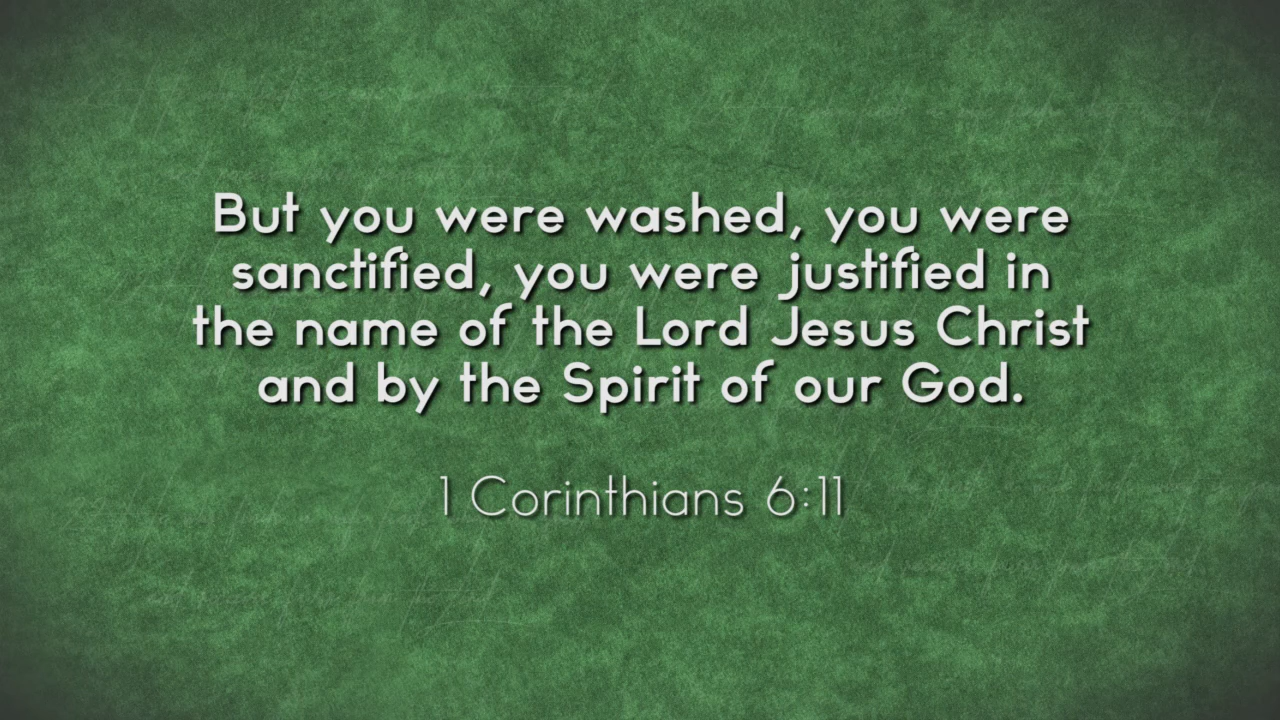 But you were washed, you were
sanctified, you were justified in
the name of the Lord Jesus Christ
and by the Spirit of our God.
1 Corinthians 6:11